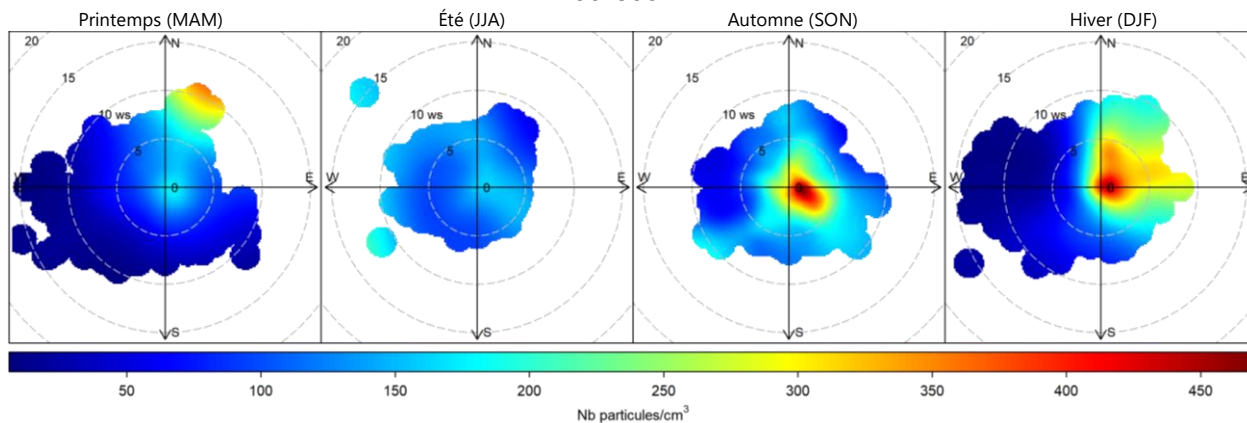 Printemps (MAM)
Été (JJA)
Automne (SON)
Hiver (DJF)
20
15
10 ws
5
0
N
W
E
S
20
15
10 ws
5
0
N
W
E
S
20
15
10 ws
5
0
N
W
E
S
20
15
10 ws
5
0
N
W
E
S
50 100 150 200 250 300 350 400 450
Nb particules/cm³